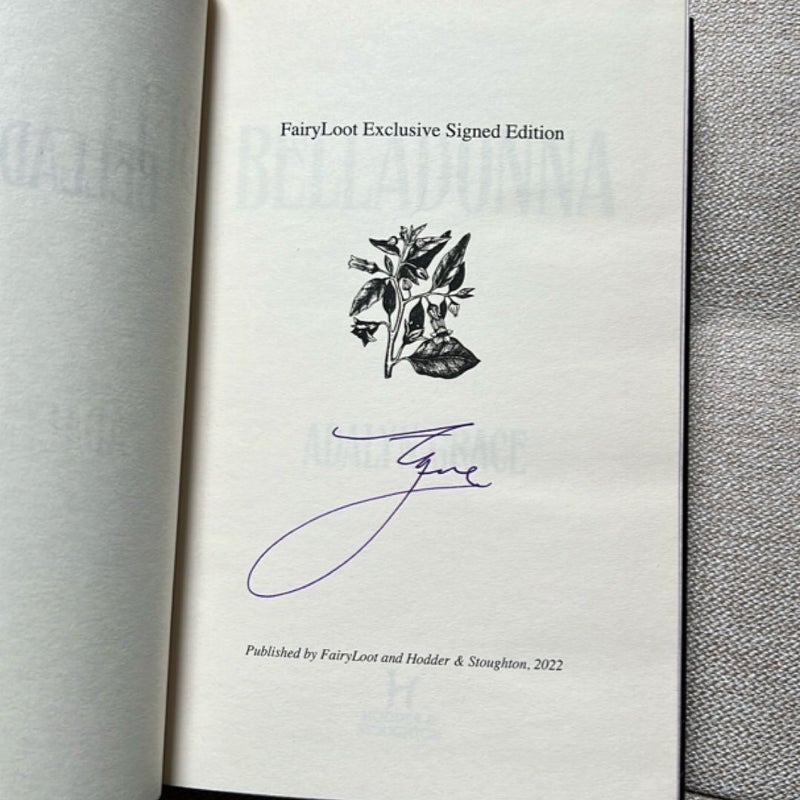 FairyLoot Exclusive Signed Edition
BELLADONNA
ADALYN GRACE
Published by FairyLoot and Hodder & Stoughton, 2022